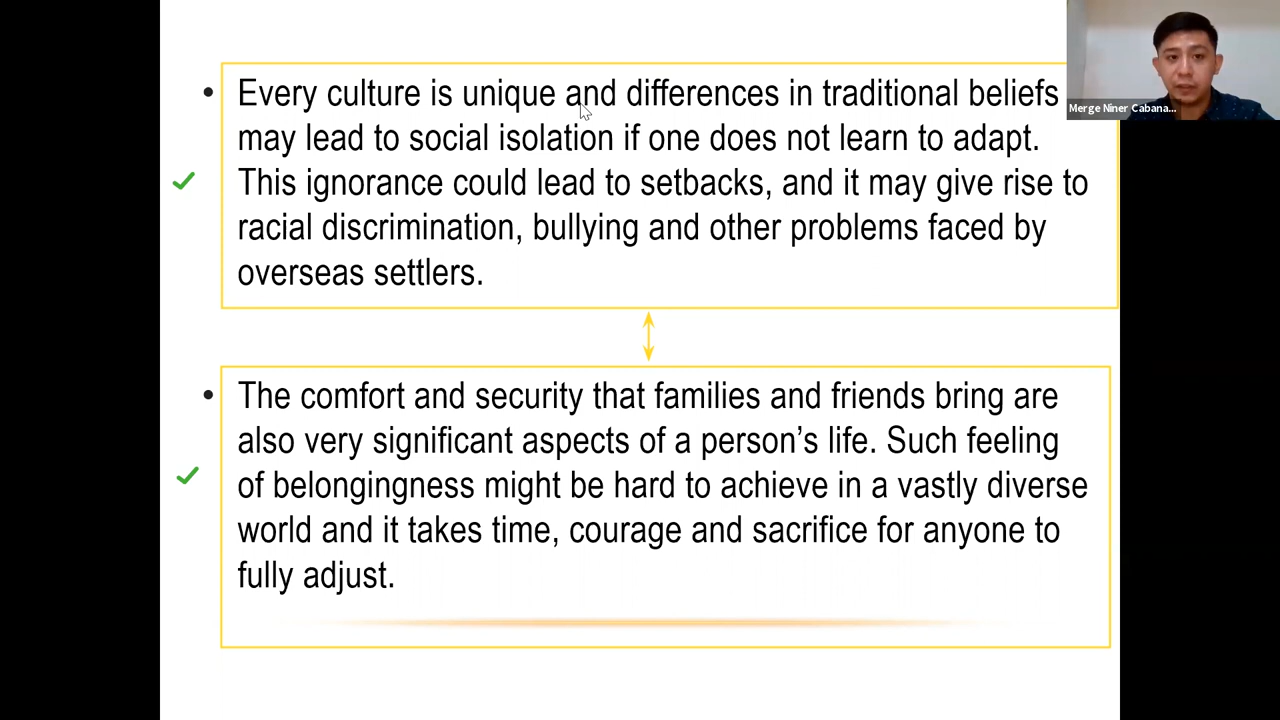 • Every culture is unique and differences in traditional beliefs
may lead to social isolation if one does not learn to adapt.
This ignorance could lead to setbacks, and it may give rise to
racial discrimination, bullying and other problems faced by
overseas settlers.
• The comfort and security that families and friends bring are
also very significant aspects of a person’s life. Such feeling
of belongingness might be hard to achieve in a vastly diverse
world and it takes time, courage and sacrifice for anyone to
fully adjust.
Merge Niner Cabana...